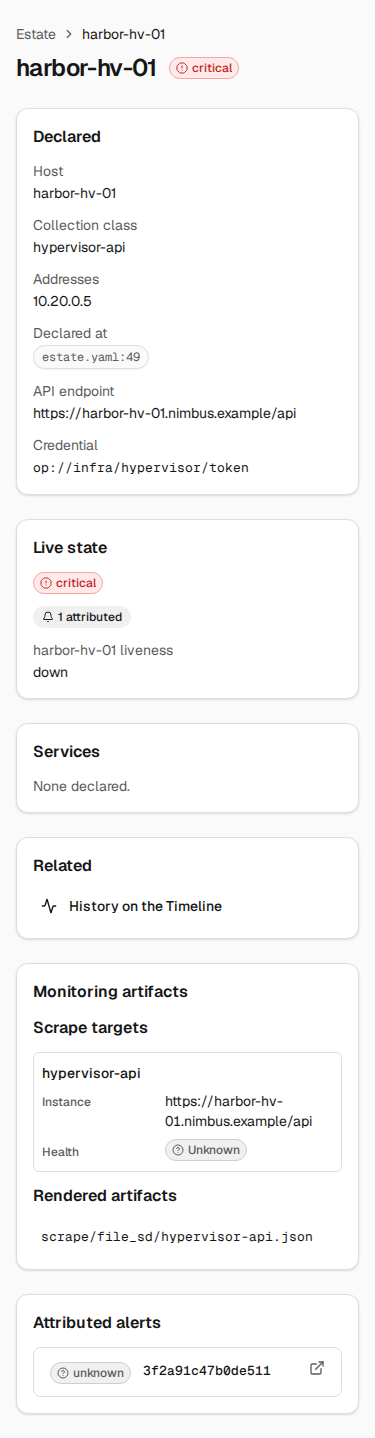 Estate > harbor-hv-01
harbor-hv-01 critical
Declared
Host
harbor-hv-01
Collection class
hypervisor-api
Addresses
10.20.0.5
Declared at
estate.yaml:49
API endpoint
https://harbor-hv-01.nimbus.example/api
Credential
op://infra/hypervisor/token
Live state
critical
1 attributed
harbor-hv-01 liveness
down
Services
None declared.
Related
History on the Timeline
Monitoring artifacts
Scrape targets
hypervisor-api
Instance https://harbor-hv-
01.nimbus.example/api
Health Unknown
Rendered artifacts
scrape/file_sd/hypervisor-api.json
Attributed alerts
unknown 3f2a91c47b0de511